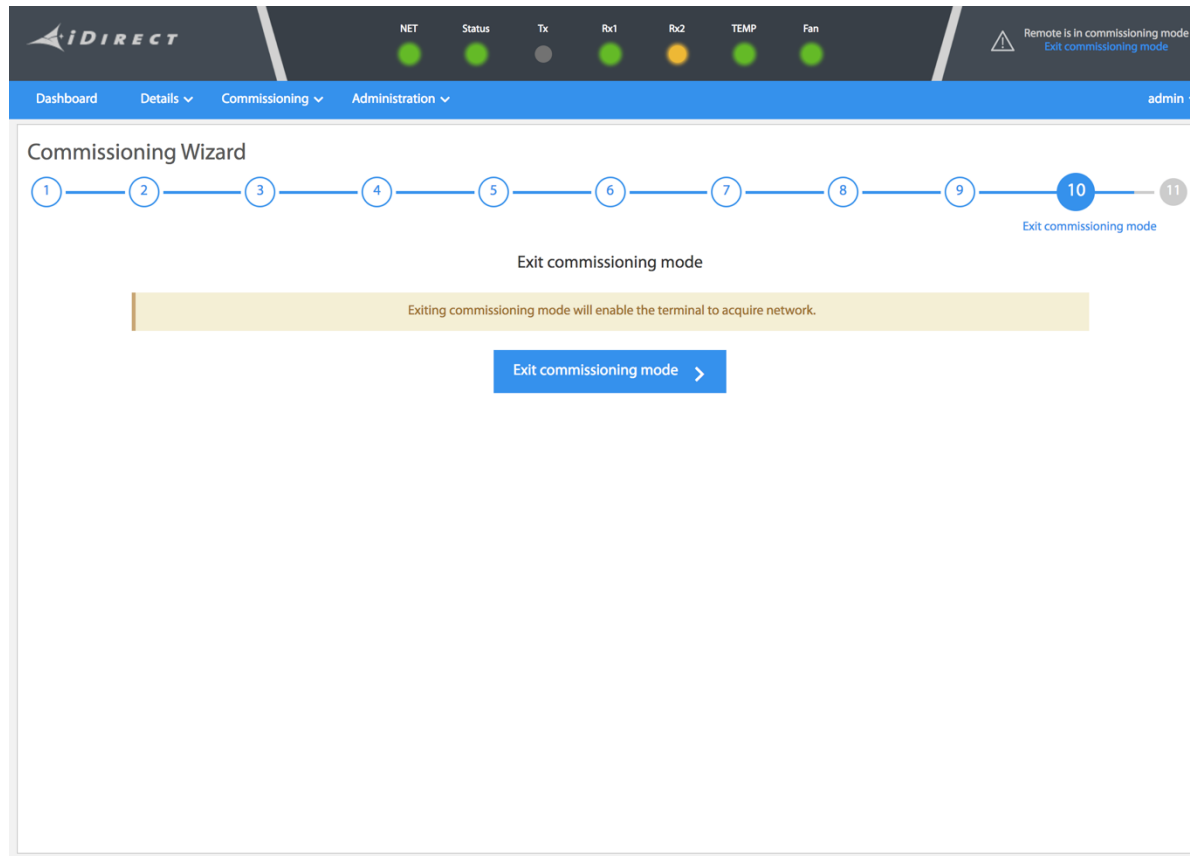 iDIRECT
NET Status Tx Rx1 Rx2 TEMP Fan
Remote is in commissioning mode
Exit commissioning mode
Dashboard Details Commissioning Administration admin
Commissioning Wizard
1 2 3 4 5 6 7 8 9 10 11
Exit commissioning mode
Exit commissioning mode
Exiting commissioning mode will enable the terminal to acquire network.
Exit commissioning mode